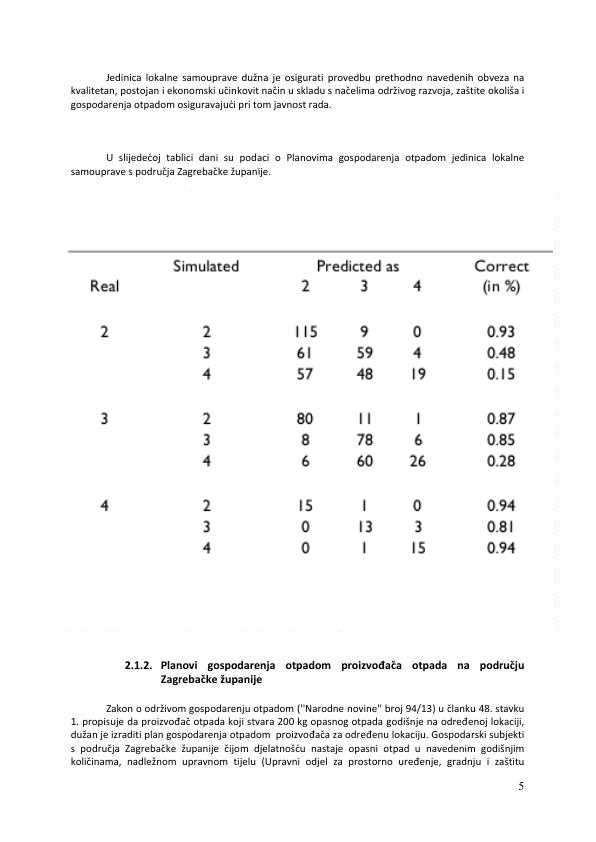 Jedinica lokalne samouprave dužna je osigurati provedbu prethodno navedenih obveza na
kvalitetan, postojan i ekonomski učinkovit način u skladu s načelima održivog razvoja, zaštite okoliša i
gospodarenja otpadom osiguravajući pri tom javnost rada.
U slijedećoj tablici dani su podaci o Planovima gospodarenja otpadom jedinica lokalne
samouprave s područja Zagrebačke županije.
Simulated Predicted as Correct
Real 2 3 4 (in %)
2 2 115 9 0 0.93
3 61 59 4 0.48
4 57 48 19 0.15
3 2 80 11 1 0.87
3 8 78 6 0.85
4 6 60 26 0.28
4 2 15 1 0 0.94
3 0 13 3 0.81
4 0 1 15 0.94
2.1.2. Planovi gospodarenja otpadom proizvođača otpada na području
Zagrebačke županije
Zakon o održivom gospodarenju otpadom (''Narodne novine'' broj 94/13) u članku 48. stavku
1. propisuje da proizvođač otpada koji stvara 200 kg opasnog otpada godišnje na određenoj lokaciji,
dužan je izraditi plan gospodarenja otpadom proizvođača za određenu lokaciju. Gospodarski subjekti
s područja Zagrebačke županije čijom djelatnošću nastaje opasni otpad u navedenim godišnjim
količinama, nadležnom upravnom tijelu (Upravni odjel za prostorno uređenje, gradnju i zaštitu
5